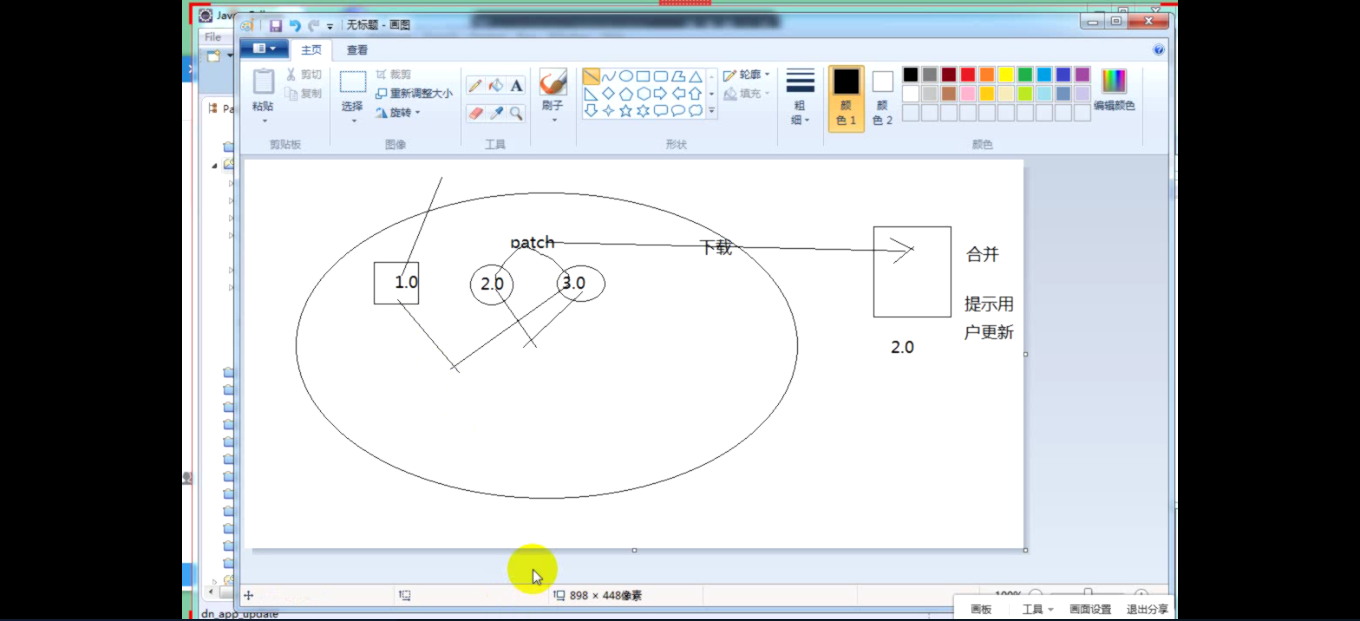 无标题 - 画图
File
主页
查看
粘贴
剪切
复制
剪贴板
选择
裁剪
重新调整大小
旋转
图像
A
工具
刷子
轮廓
填充
形状
粗
细
颜
色 1
颜
色 2
编辑颜色
颜色
patch
下载
1.0
2.0
3.0
合并
提示用
户更新
2.0
898 × 448像素
100%
dn_app_update
画板
工具
画面设置
退出分享